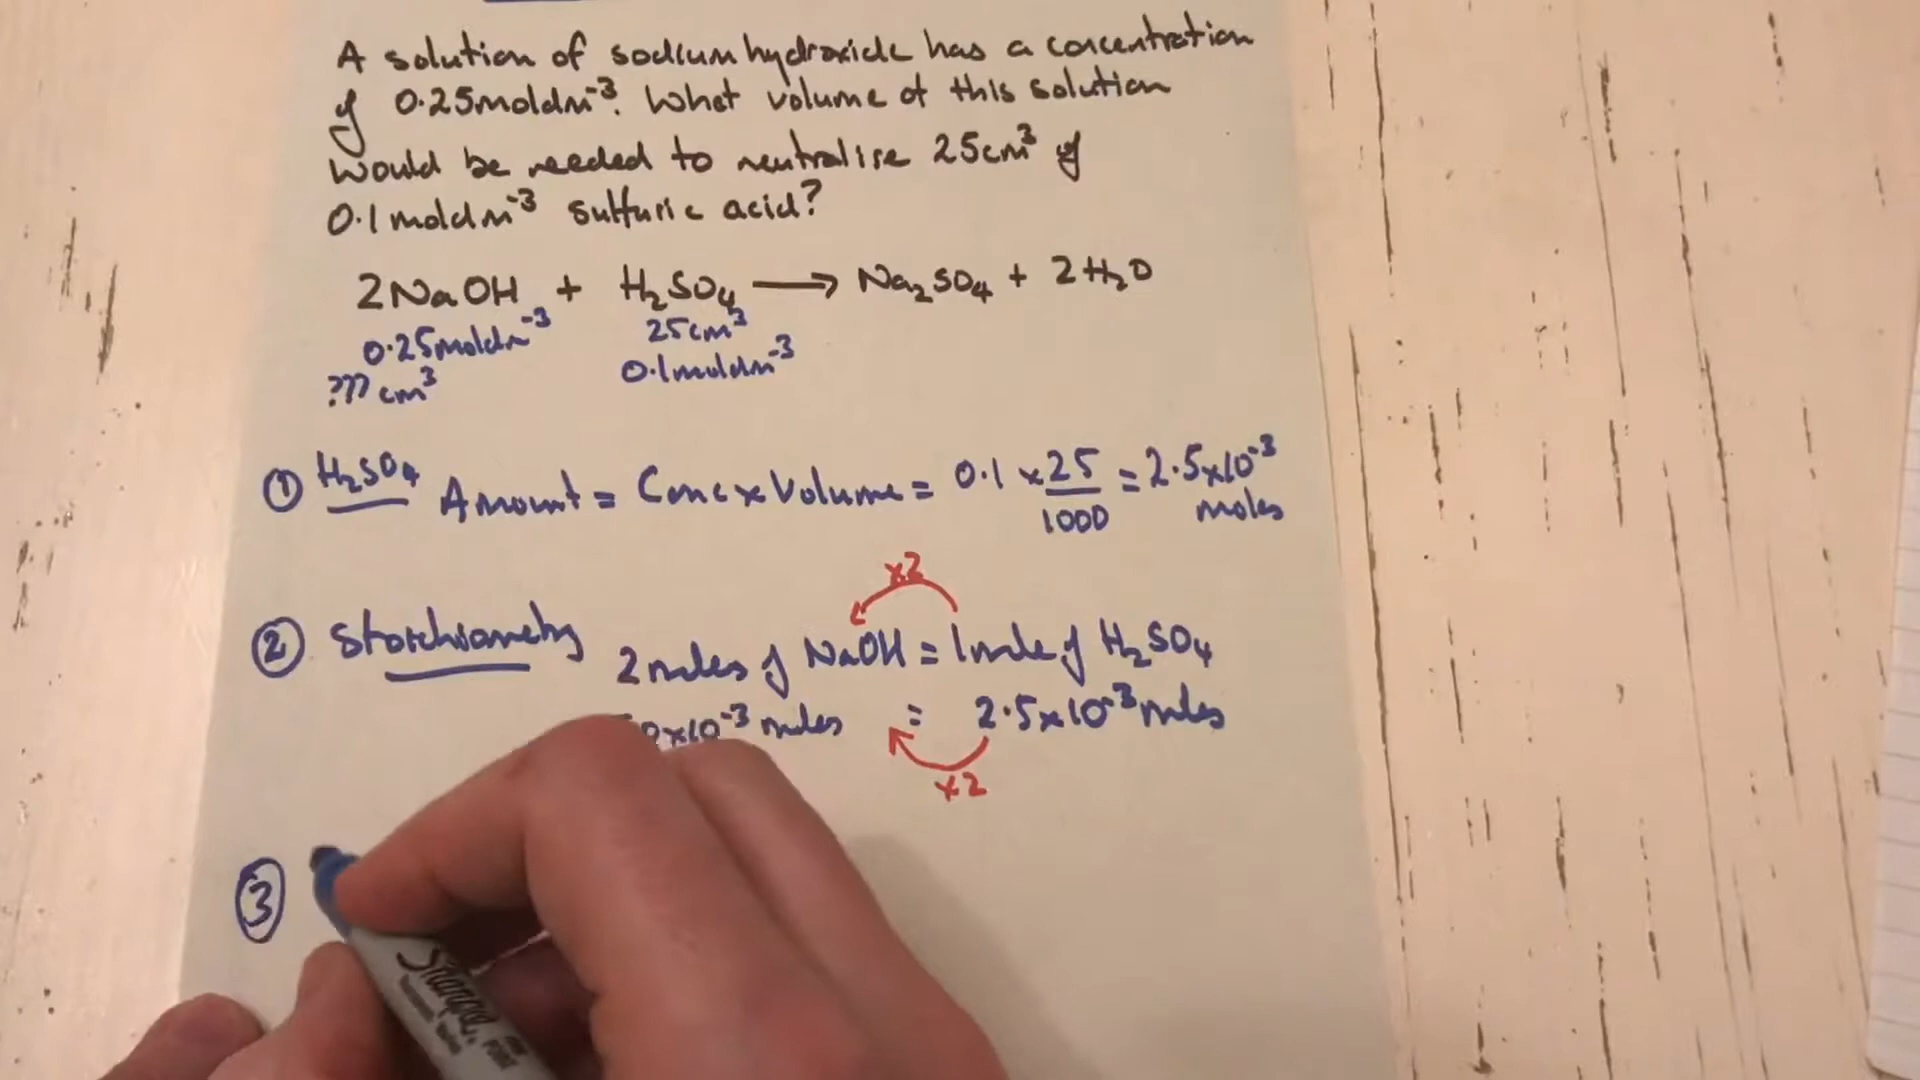 A solution of sodium hydroxide has a concentration
of 0.25moldm⁻³. What volume of this solution
would be needed to neutralise 25cm³ of
0.1moldm⁻³ sulfuric acid?
2NaOH + H₂SO₄ ⟶ Na₂SO₄ + 2H₂O
0.25moldm⁻³ 25cm³
??? cm³ 0.1moldm⁻³
① H₂SO₄ Amount = Conc x Volume = 0.1 x 25/1000 = 2.5x10⁻³ moles
x2
② Stoichiometry 2 moles of NaOH = 1 mole of H₂SO₄
0x10⁻³ moles = 2.5x10⁻³ moles
x2
③
Sharpie